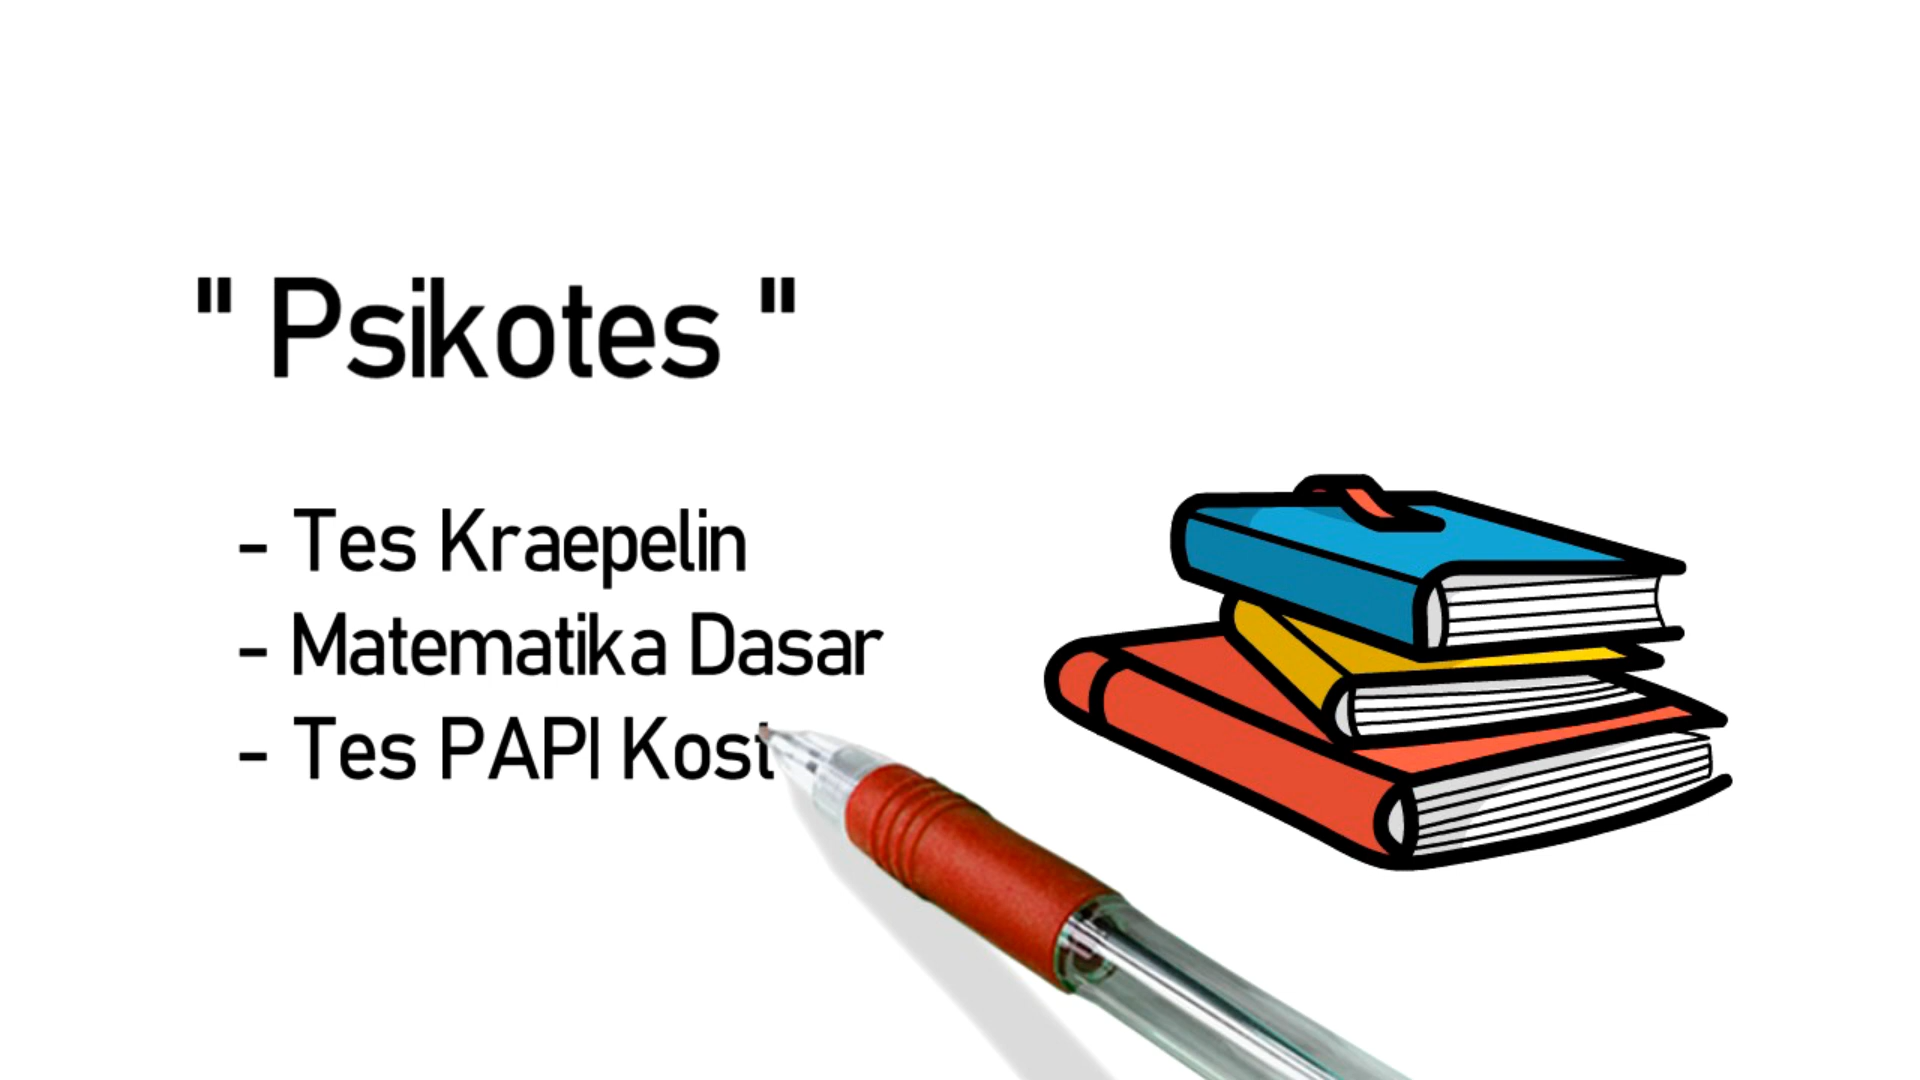 " Psikotes "
- Tes Kraepelin
- Matematika Dasar
- Tes PAPI Kost